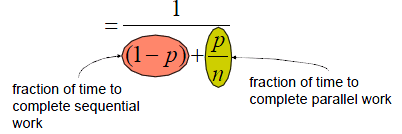 = 1 / ((1 − p) + p/n)
fraction of time to
complete sequential
work
fraction of time to
complete parallel work